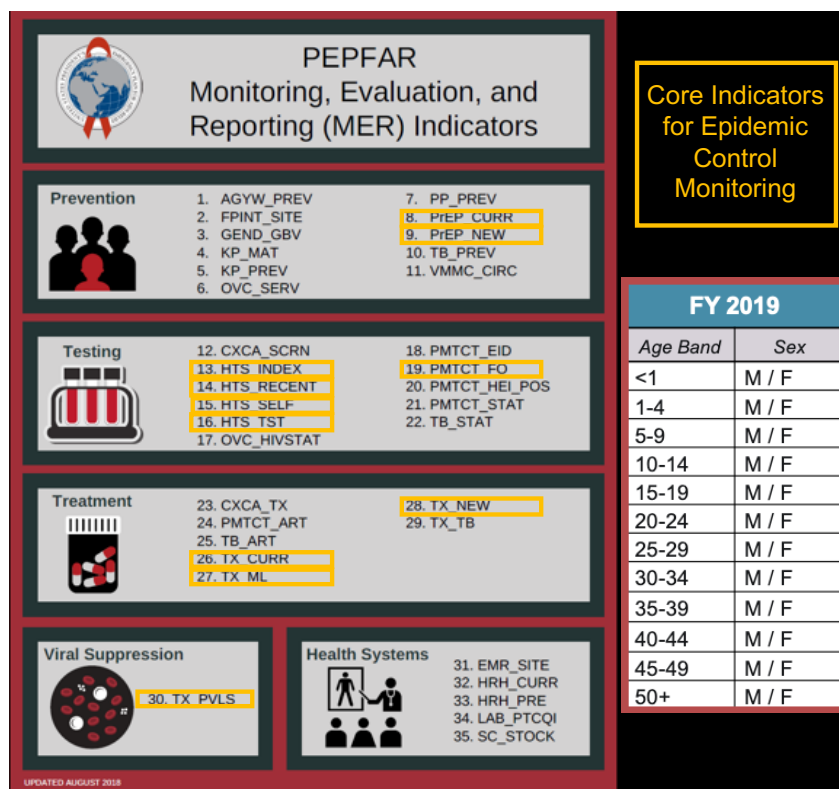 PEPFAR
Monitoring, Evaluation, and
Reporting (MER) Indicators
Core Indicators
for Epidemic
Control
Monitoring
Prevention
1. AGYW_PREV
2. FPINT_SITE
3. GEND_GBV
4. KP_MAT
5. KP_PREV
6. OVC_SERV
7. PP_PREV
8. PrEP_CURR
9. PrEP_NEW
10. TB_PREV
11. VMMC_CIRC
Testing
12. CXCA_SCRN
13. HTS_INDEX
14. HTS_RECENT
15. HTS_SELF
16. HTS_TST
17. OVC_HIVSTAT
18. PMTCT_EID
19. PMTCT_FO
20. PMTCT_HEI_POS
21. PMTCT_STAT
22. TB_STAT
Treatment
23. CXCA_TX
24. PMTCT_ART
25. TB_ART
26. TX_CURR
27. TX_ML
28. TX_NEW
29. TX_TB
Viral Suppression
30. TX_PVLS
Health Systems
31. EMR_SITE
32. HRH_CURR
33. HRH_PRE
34. LAB_PTCQI
35. SC_STOCK
UPDATED AUGUST 2018
FY 2019
Age Band Sex
<1 M / F
1-4 M / F
5-9 M / F
10-14 M / F
15-19 M / F
20-24 M / F
25-29 M / F
30-34 M / F
35-39 M / F
40-44 M / F
45-49 M / F
50+ M / F